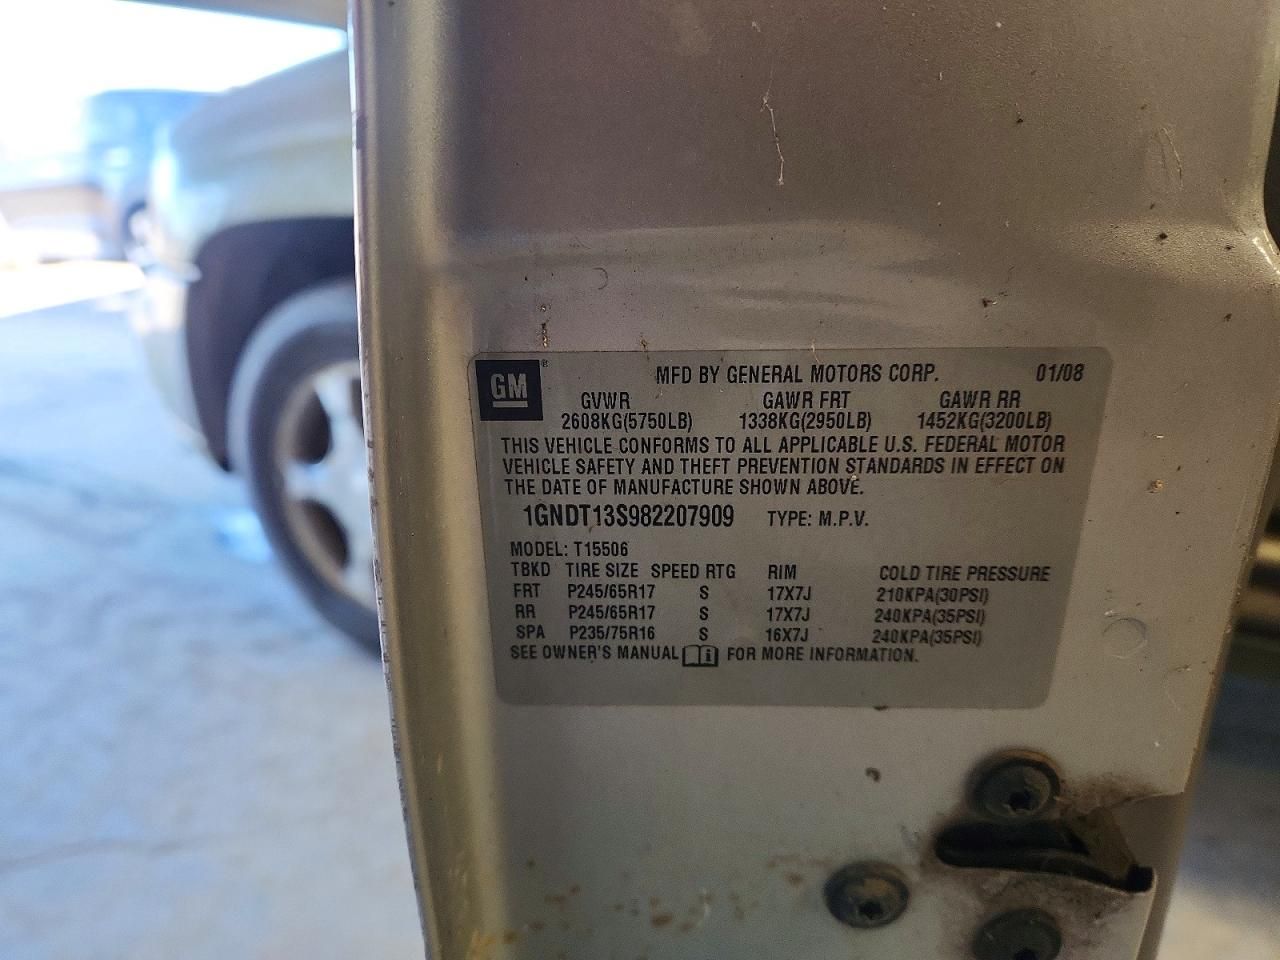 GM® MFD BY GENERAL MOTORS CORP. 01/08
GVWR GAWR FRT GAWR RR
2608KG(5750LB) 1338KG(2950LB) 1452KG(3200LB)
THIS VEHICLE CONFORMS TO ALL APPLICABLE U.S. FEDERAL MOTOR
VEHICLE SAFETY AND THEFT PREVENTION STANDARDS IN EFFECT ON
THE DATE OF MANUFACTURE SHOWN ABOVE.
1GNDT13S982207909 TYPE: M.P.V.
MODEL: T15506
TBKD TIRE SIZE SPEED RTG RIM COLD TIRE PRESSURE
FRT P245/65R17 S 17X7J 210KPA(30PSI)
RR P245/65R17 S 17X7J 240KPA(35PSI)
SPA P235/75R16 S 16X7J 240KPA(35PSI)
SEE OWNER'S MANUAL i FOR MORE INFORMATION.